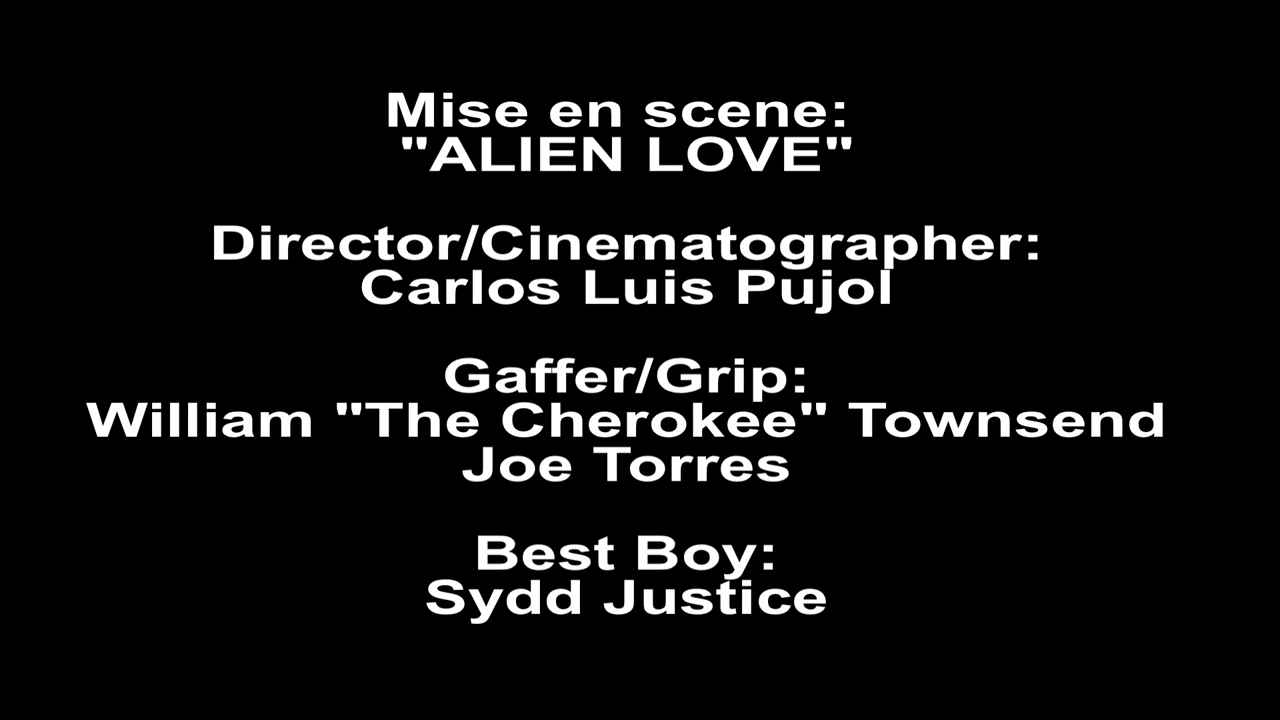 Mise en scene:
"ALIEN LOVE"
Director/Cinematographer:
Carlos Luis Pujol
Gaffer/Grip:
William "The Cherokee" Townsend
Joe Torres
Best Boy:
Sydd Justice